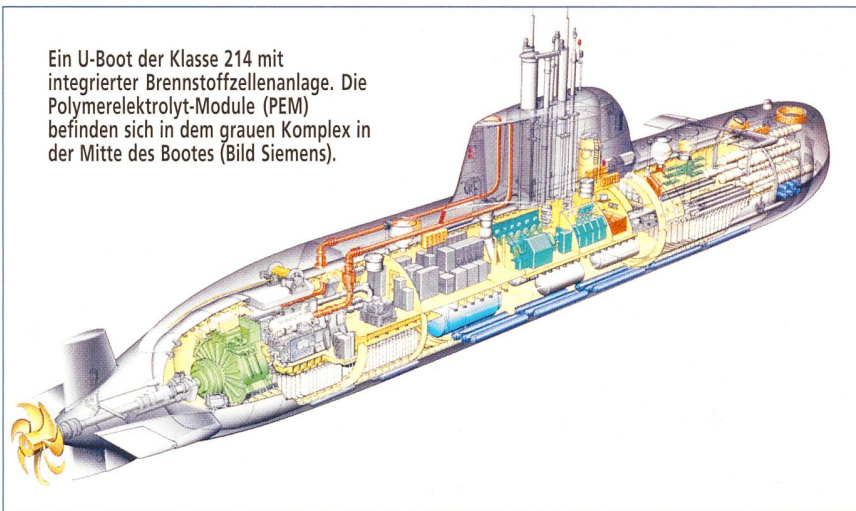 Ein U-Boot der Klasse 214 mit
integrierter Brennstoffzellenanlage. Die
Polymerelektrolyt-Module (PEM)
befinden sich in dem grauen Komplex in
der Mitte des Bootes (Bild Siemens).